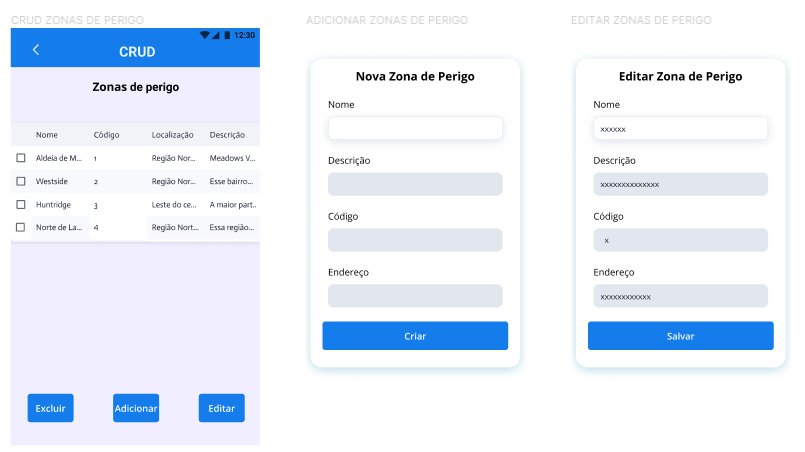 CRUD ZONAS DE PERIGO
12:30
CRUD
Zonas de perigo
Nome Código Localização Descrição
Aldeia de M... 1 Região Nor... Meadows V...
Westside 2 Região Nor... Esse bairro...
Huntridge 3 Leste do ce... A maior part..
Norte de La... 4 Região Nort... Essa região...
Excluir Adicionar Editar
ADICIONAR ZONAS DE PERIGO
Nova Zona de Perigo
Nome
Descrição
Código
Endereço
Criar
EDITAR ZONAS DE PERIGO
Editar Zona de Perigo
Nome
xxxxxx
Descrição
xxxxxxxxxxxxxx
Código
x
Endereço
xxxxxxxxxxxx
Salvar